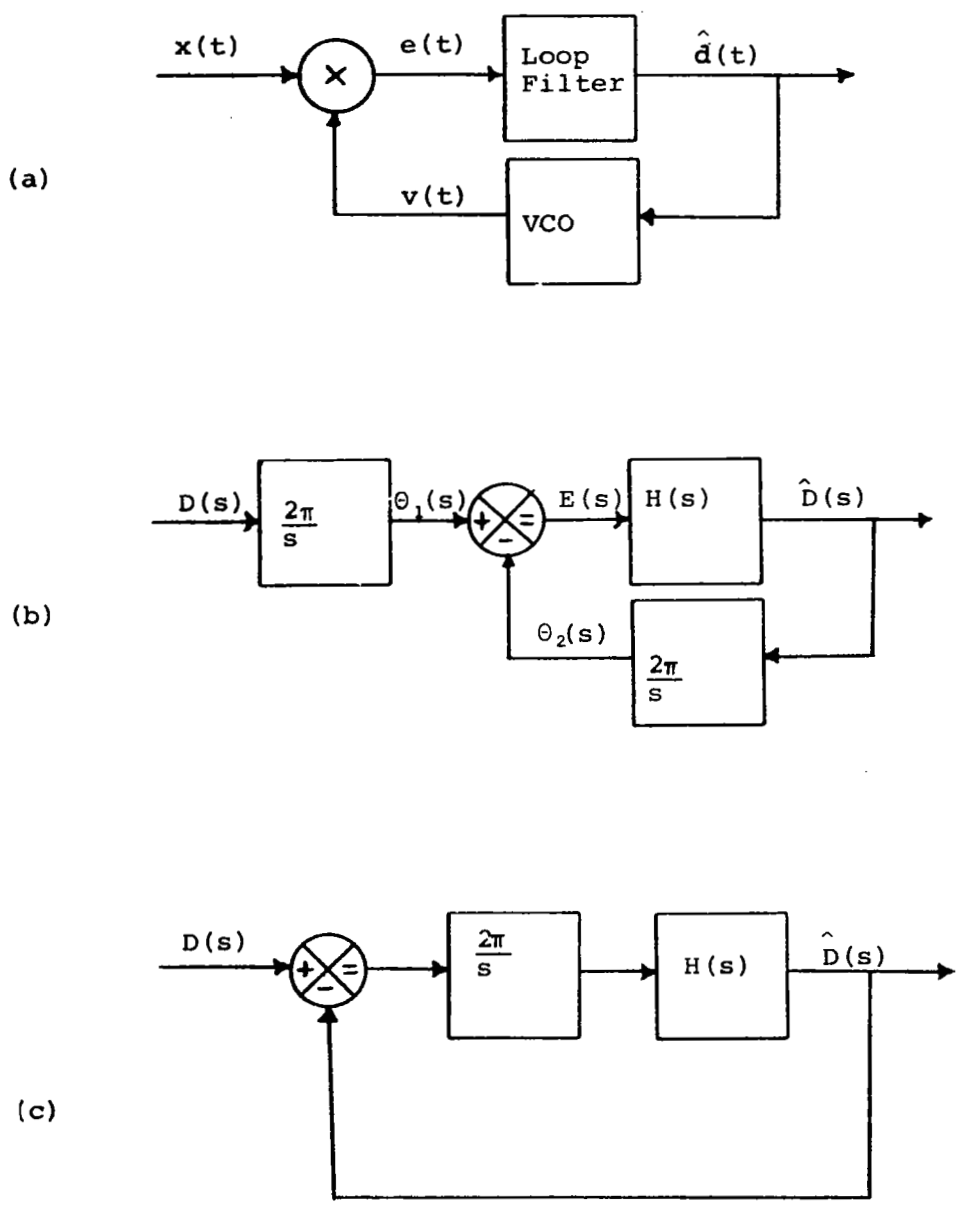 (a)
x(t)
×
e(t)
Loop
Filter
d̂(t)
v(t)
VCO
(b)
D(s)
2π
s
Θ₁(s)
+
-
=
E(s)
H(s)
D̂(s)
Θ₂(s)
2π
s
(c)
D(s)
+
-
=
2π
s
H(s)
D̂(s)